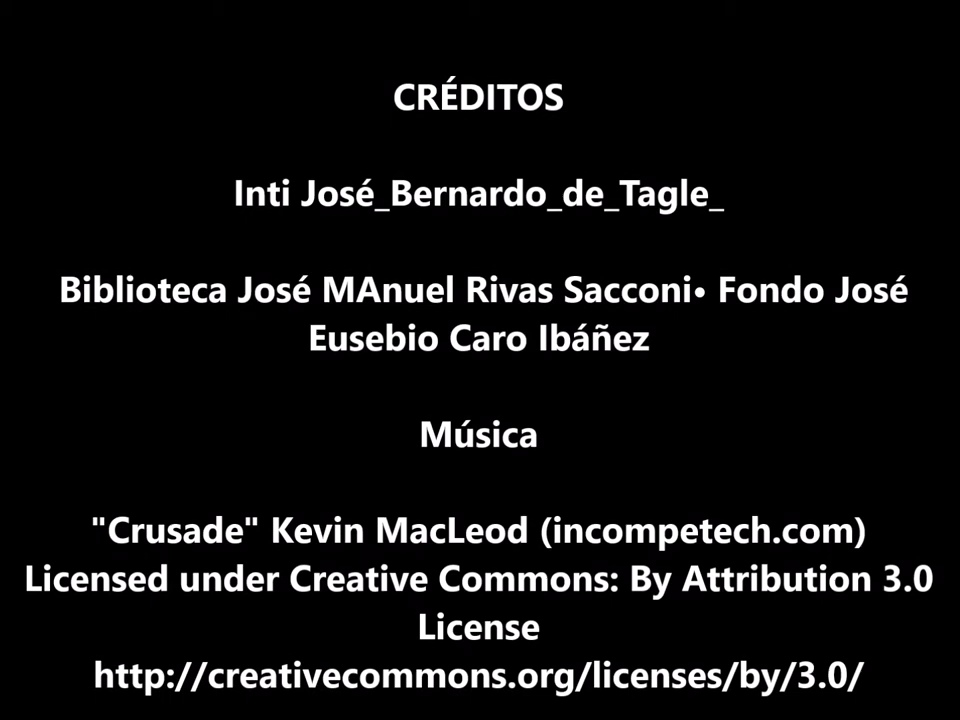 CRÉDITOS
Inti José_Bernardo_de_Tagle_
Biblioteca José MAnuel Rivas Sacconi• Fondo José
Eusebio Caro Ibáñez
Música
"Crusade" Kevin MacLeod (incompetech.com)
Licensed under Creative Commons: By Attribution 3.0
License
http://creativecommons.org/licenses/by/3.0/